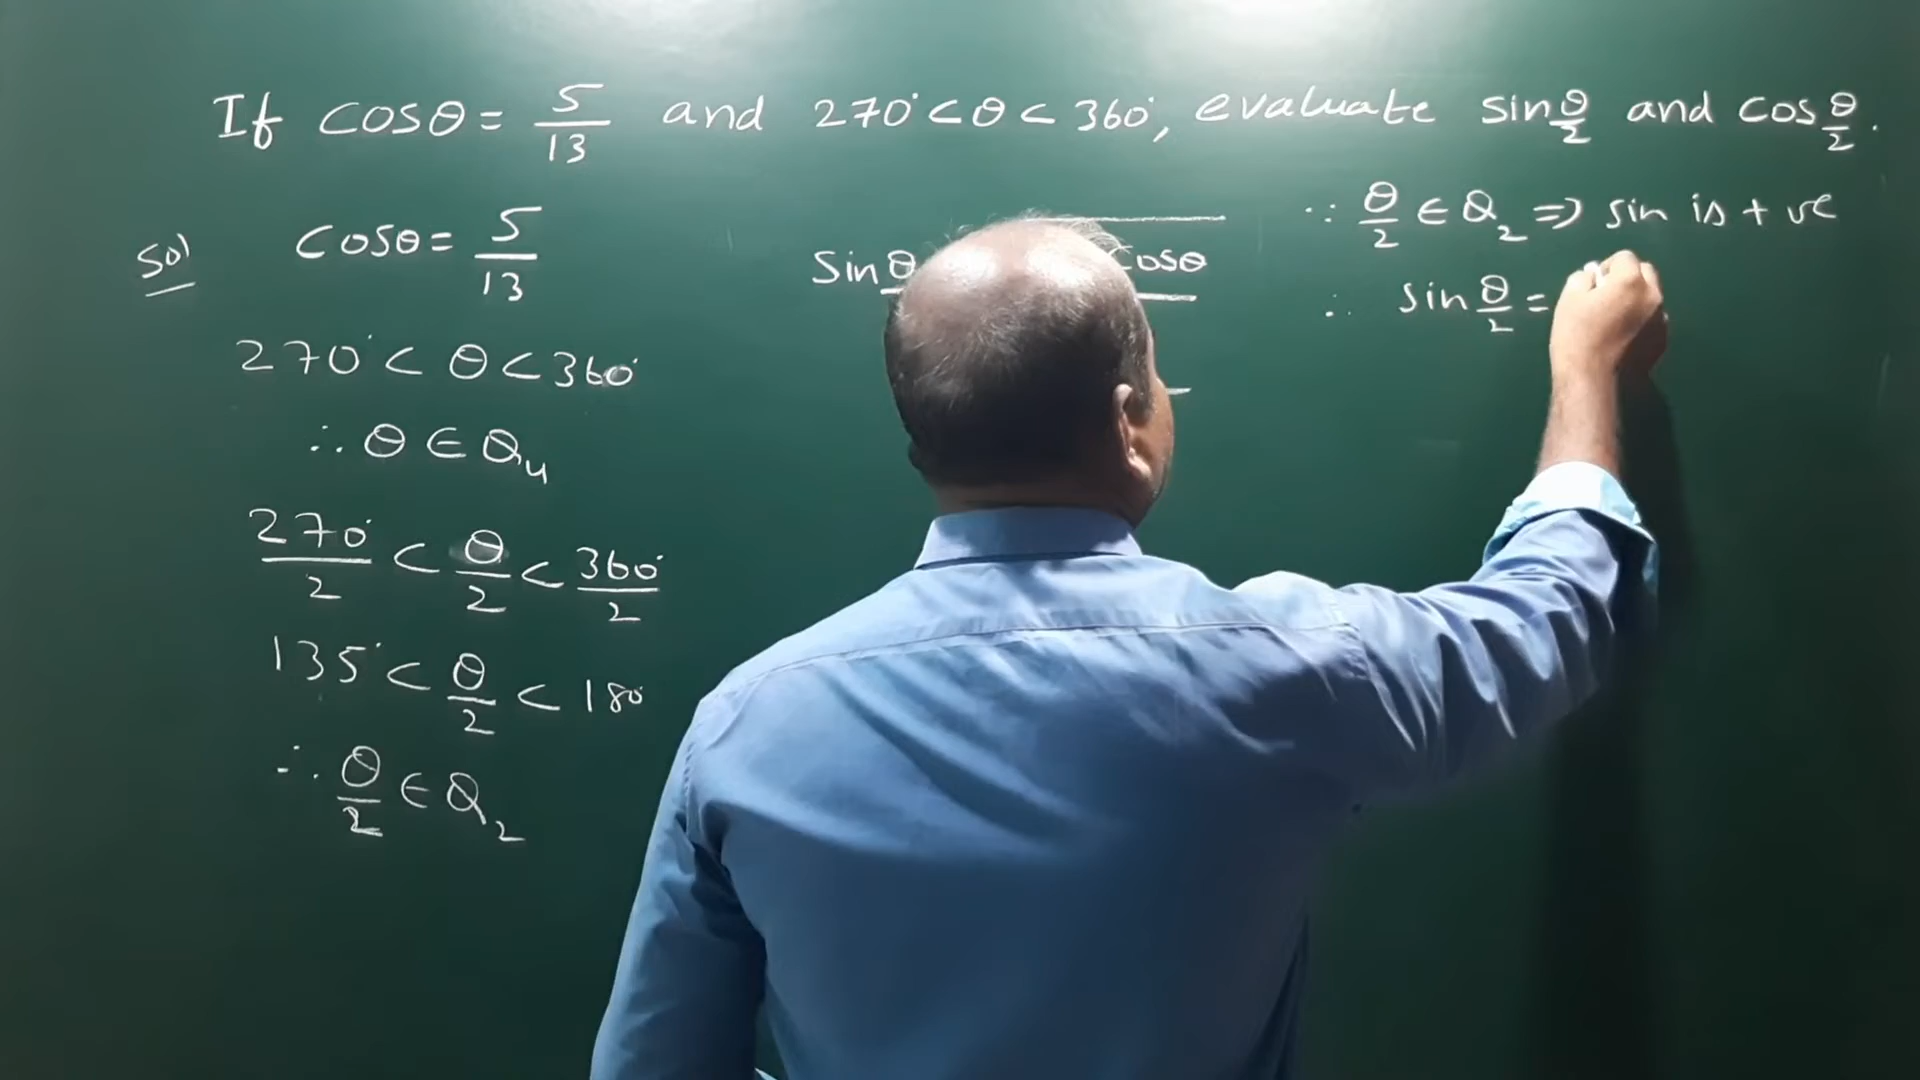 If cosθ = 5/13 and 270° < θ < 360°, evaluate sin θ/2 and cos θ/2.
Sol
cosθ = 5/13
270° < θ < 360°
∴ θ ∈ Q₄
270°/2 < θ/2 < 360°/2
135° < θ/2 < 180°
∴ θ/2 ∈ Q₂
Sin θ
cosθ
∵ θ/2 ∈ Q₂ ⇒ sin is + ve
∴ sin θ/2 =